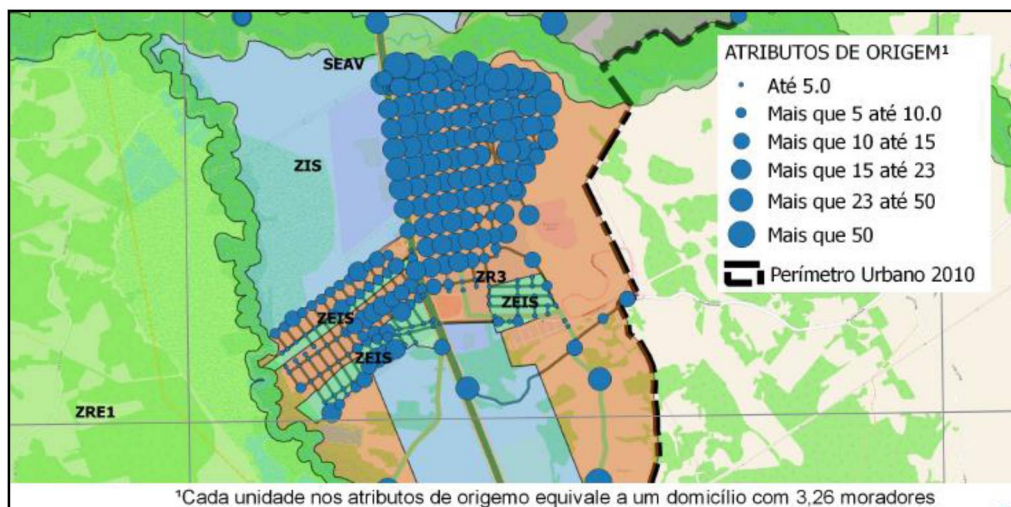 SEAV
ZIS
ZR3
ZEIS
ZEIS
ZEIS
ZRE1
ATRIBUTOS DE ORIGEM¹
Até 5.0
Mais que 5 até 10.0
Mais que 10 até 15
Mais que 15 até 23
Mais que 23 até 50
Mais que 50
Perímetro Urbano 2010
¹Cada unidade nos atributos de origemo equivale a um domicílio com 3,26 moradores